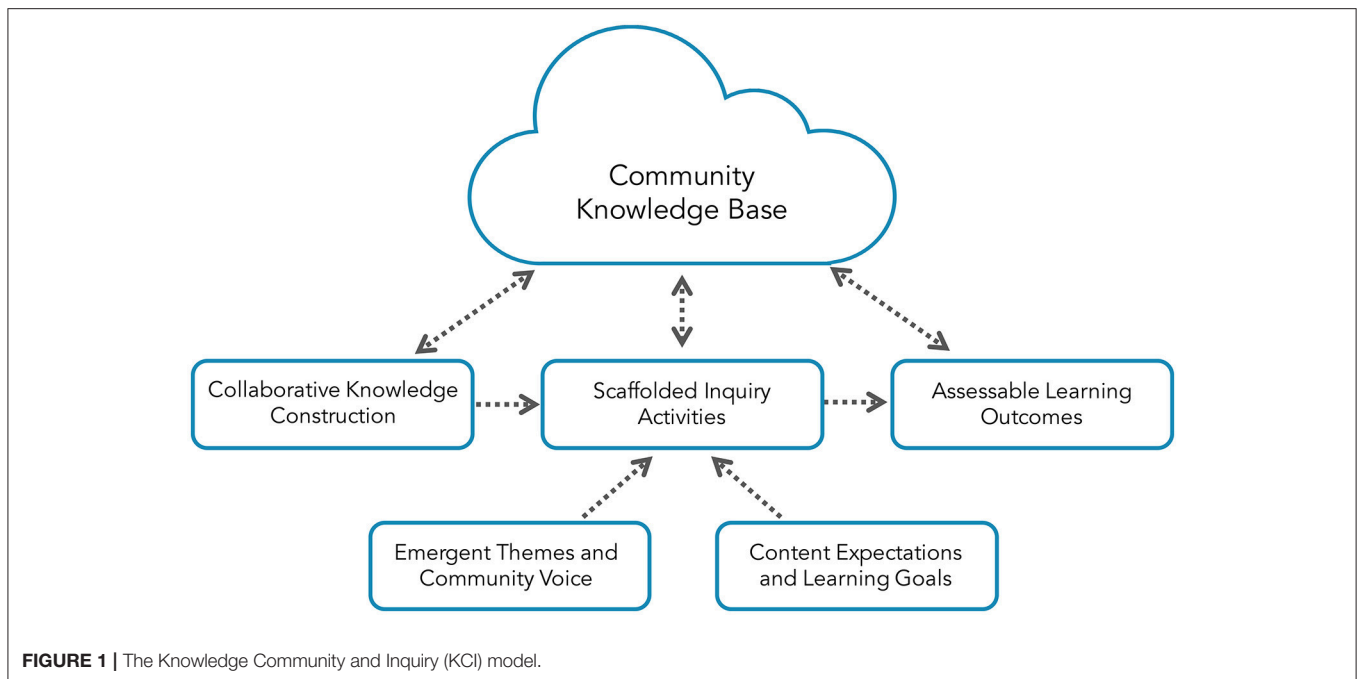 Community
Knowledge Base
Collaborative Knowledge
Construction
Scaffolded Inquiry
Activities
Assessable Learning
Outcomes
Emergent Themes and
Community Voice
Content Expectations
and Learning Goals
FIGURE 1 | The Knowledge Community and Inquiry (KCI) model.